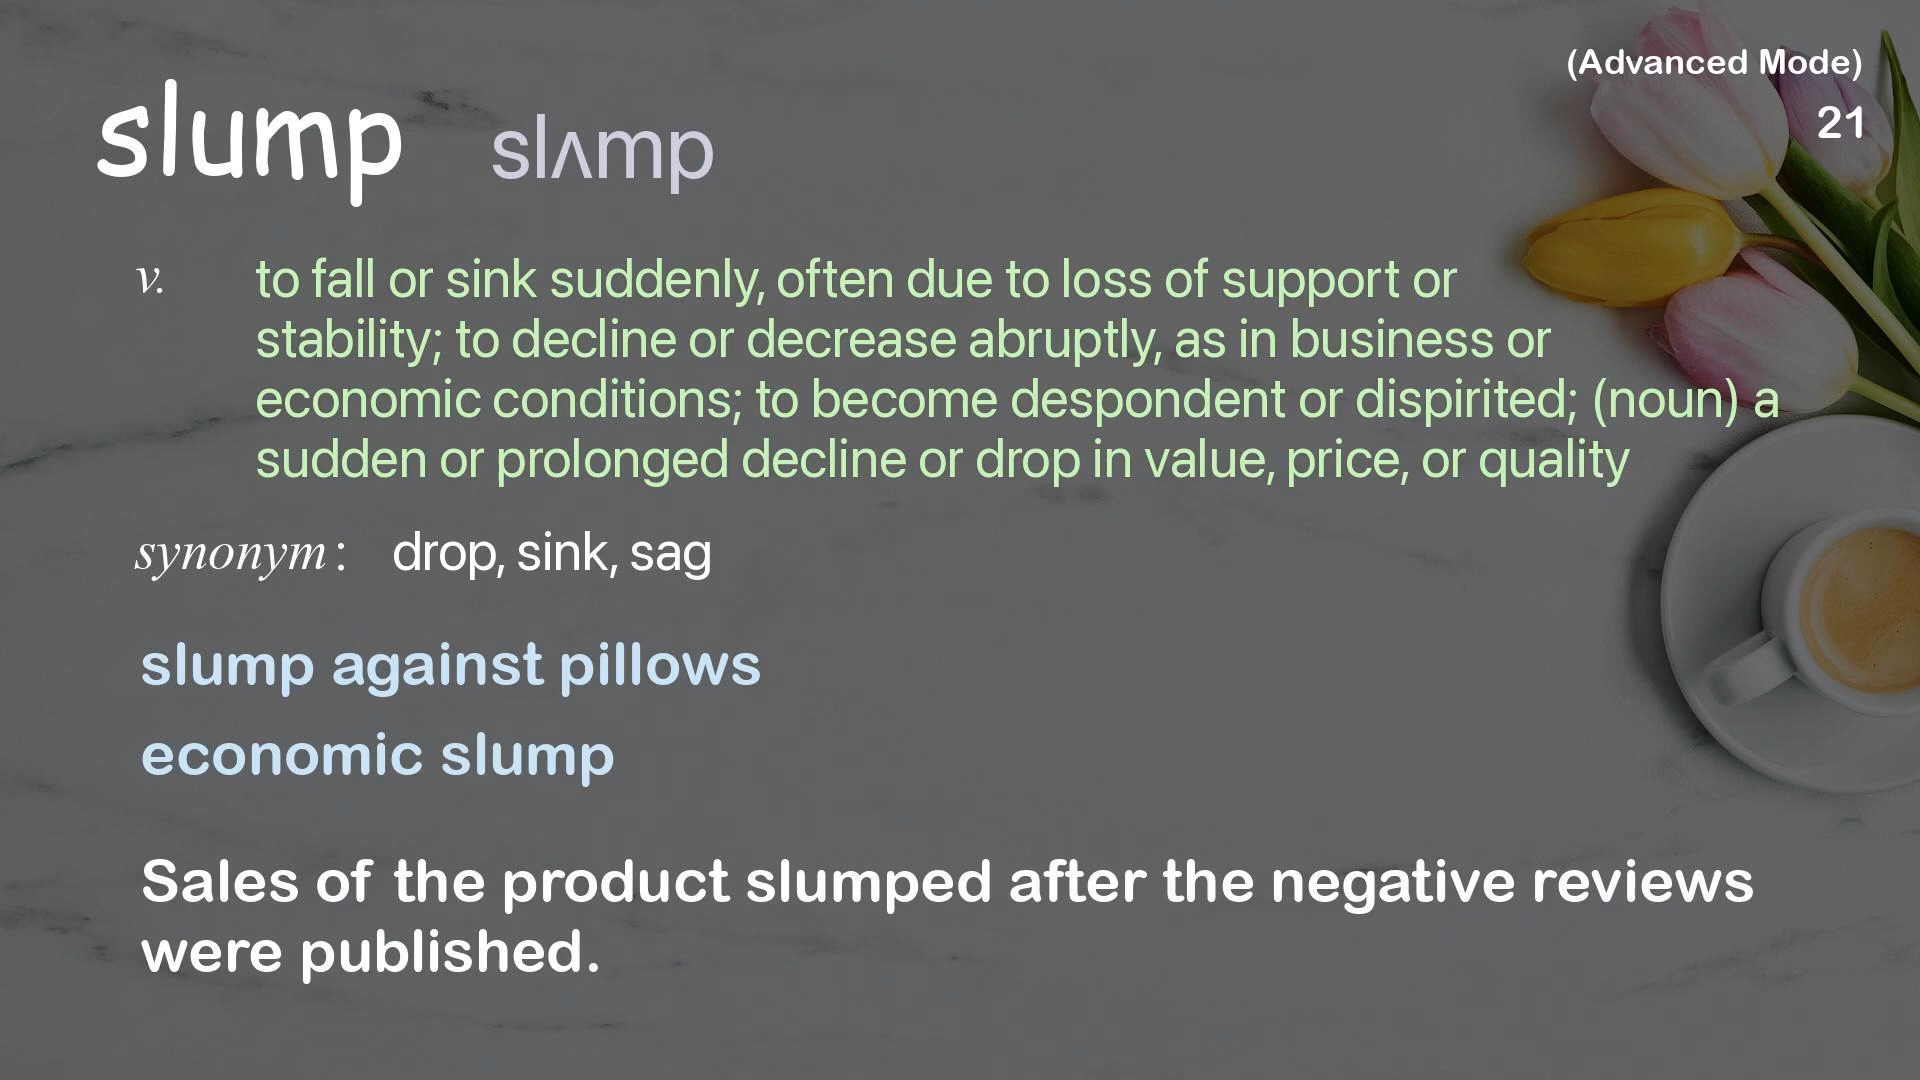 (Advanced Mode)
21
slump slʌmp
v. to fall or sink suddenly, often due to loss of support or
stability; to decline or decrease abruptly, as in business or
economic conditions; to become despondent or dispirited; (noun) a
sudden or prolonged decline or drop in value, price, or quality
synonym: drop, sink, sag
slump against pillows
economic slump
Sales of the product slumped after the negative reviews
were published.